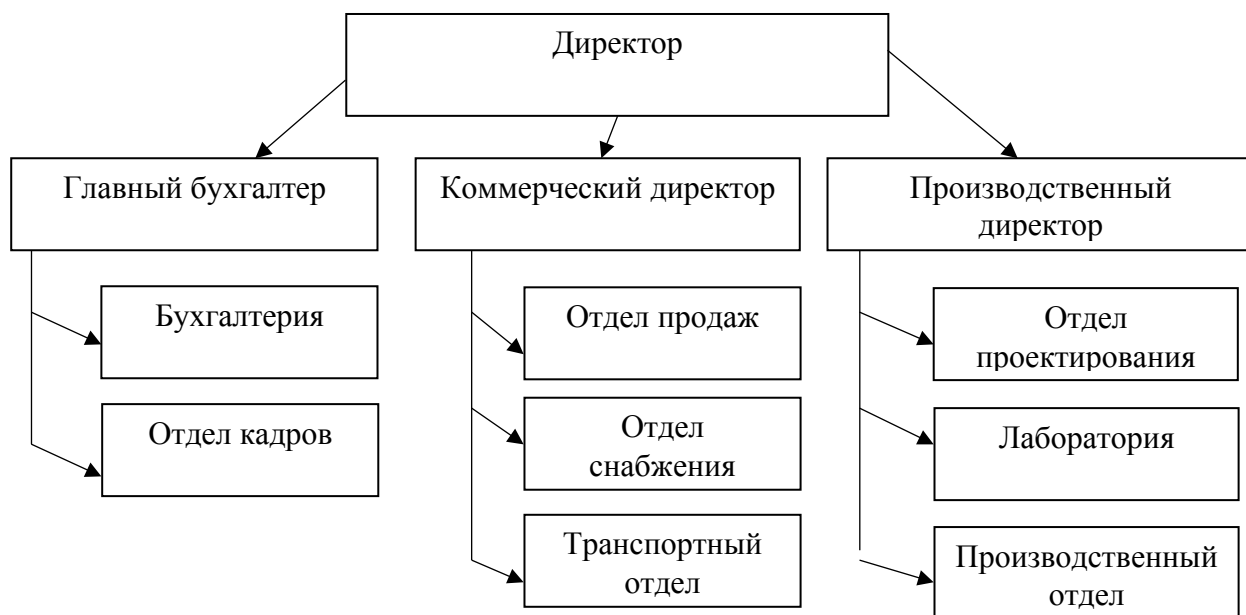 Директор
Главный бухгалтер
Коммерческий директор
Производственный
директор
Бухгалтерия
Отдел продаж
Отдел
проектирования
Отдел кадров
Отдел
снабжения
Лаборатория
Транспортный
отдел
Производственный
отдел